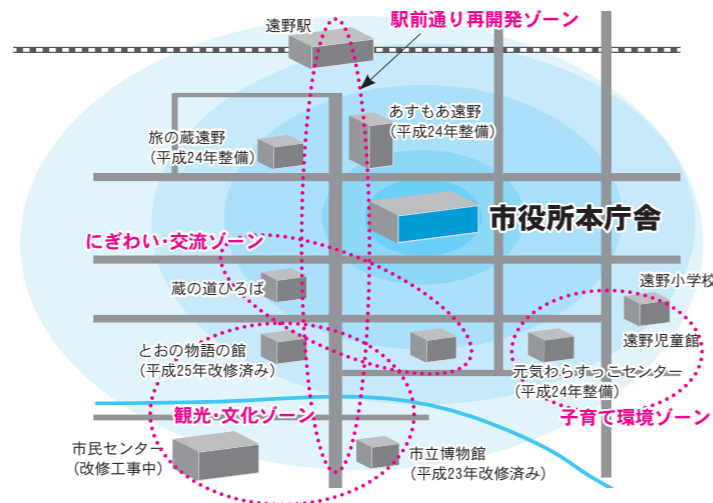 駅前通り再開発ゾーン
遠野駅
あすもあ遠野
(平成24年整備)
旅の蔵遠野
(平成24年整備)
市役所本庁舎
にぎわい・交流ゾーン
蔵の道ひろば
遠野小学校
遠野児童館
とおの物語の館
(平成25年改修済み)
元気わらすっこセンター
(平成24年整備)
観光・文化ゾーン
子育て環境ゾーン
市民センター
(改修工事中)
市立博物館
(平成23年改修済み)